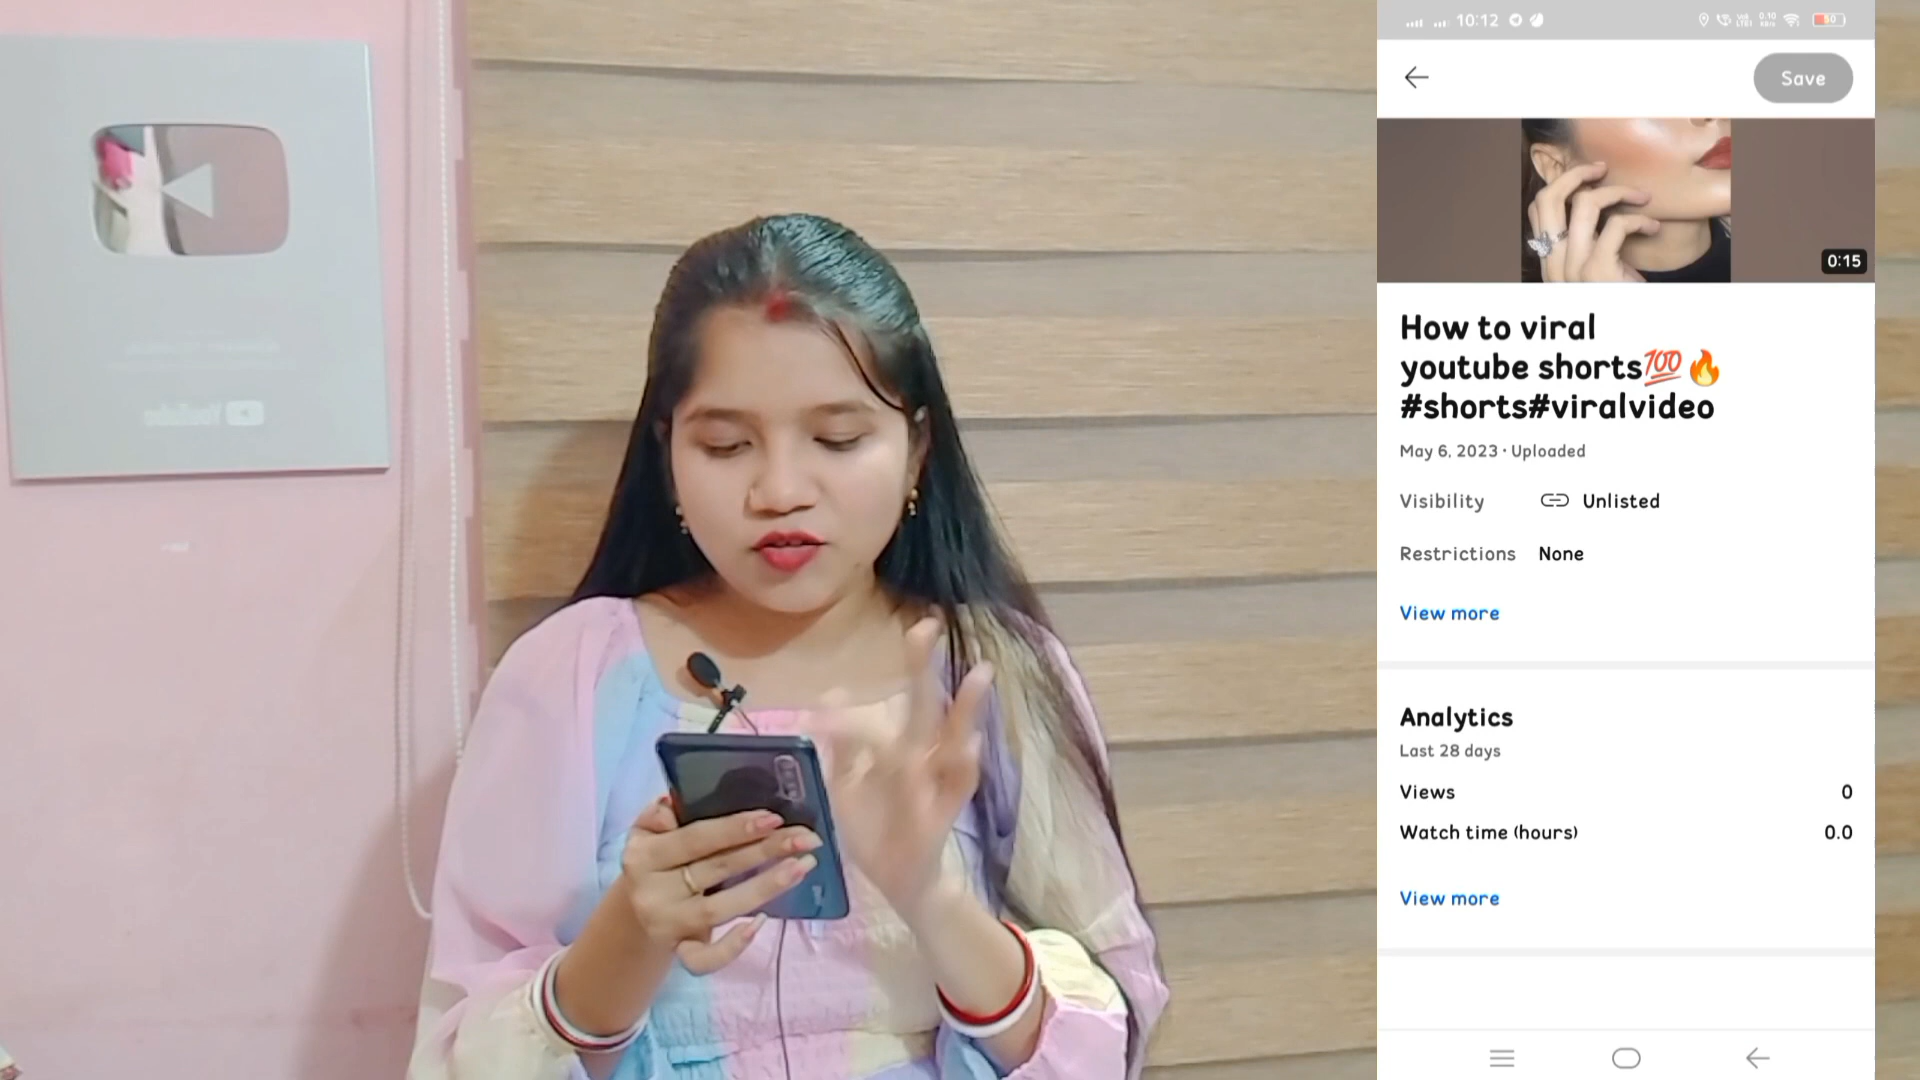 10:12
50
Save
0:15
How to viral
youtube shorts💯🔥
#shorts#viralvideo
May 6, 2023 · Uploaded
Visibility Unlisted
Restrictions None
View more
Analytics
Last 28 days
Views 0
Watch time (hours) 0.0
View more